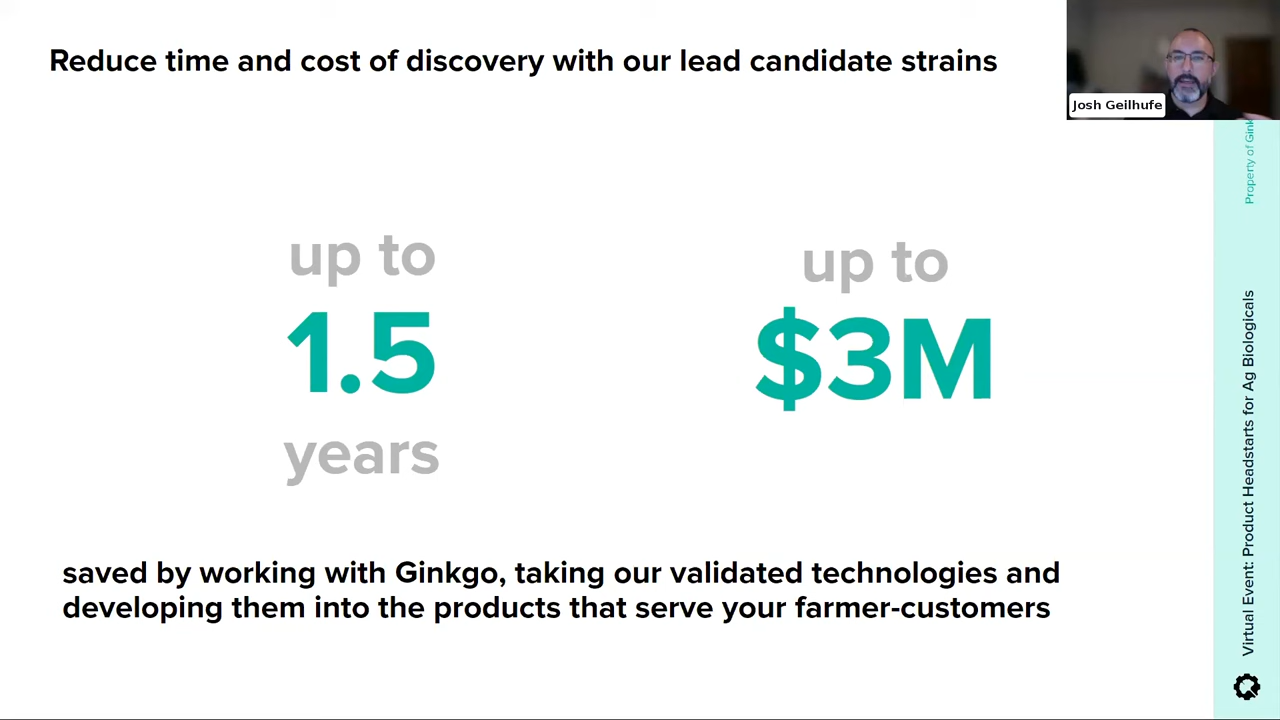 Reduce time and cost of discovery with our lead candidate strains
Josh Geilhufe
up to
1.5
years
up to
$3M
saved by working with Ginkgo, taking our validated technologies and
developing them into the products that serve your farmer-customers
Property of
Virtual Event: Product Headstarts for Ag Biologicals